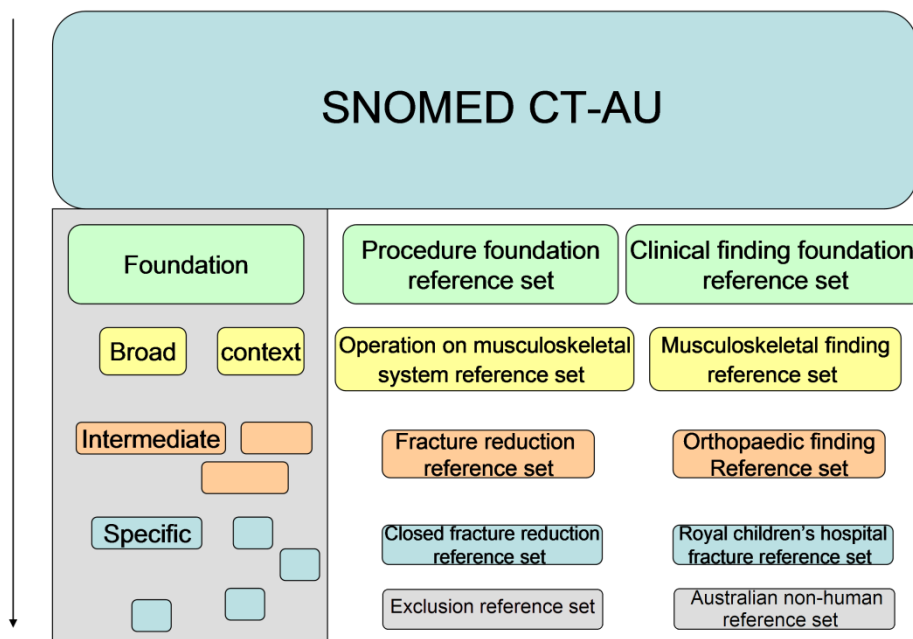 SNOMED CT-AU
Foundation
Procedure foundation
reference set
Clinical finding foundation
reference set
Broad
context
Operation on musculoskeletal
system reference set
Musculoskeletal finding
reference set
Intermediate
Fracture reduction
reference set
Orthopaedic finding
Reference set
Specific
Closed fracture reduction
reference set
Royal children's hospital
fracture reference set
Exclusion reference set
Australian non-human
reference set